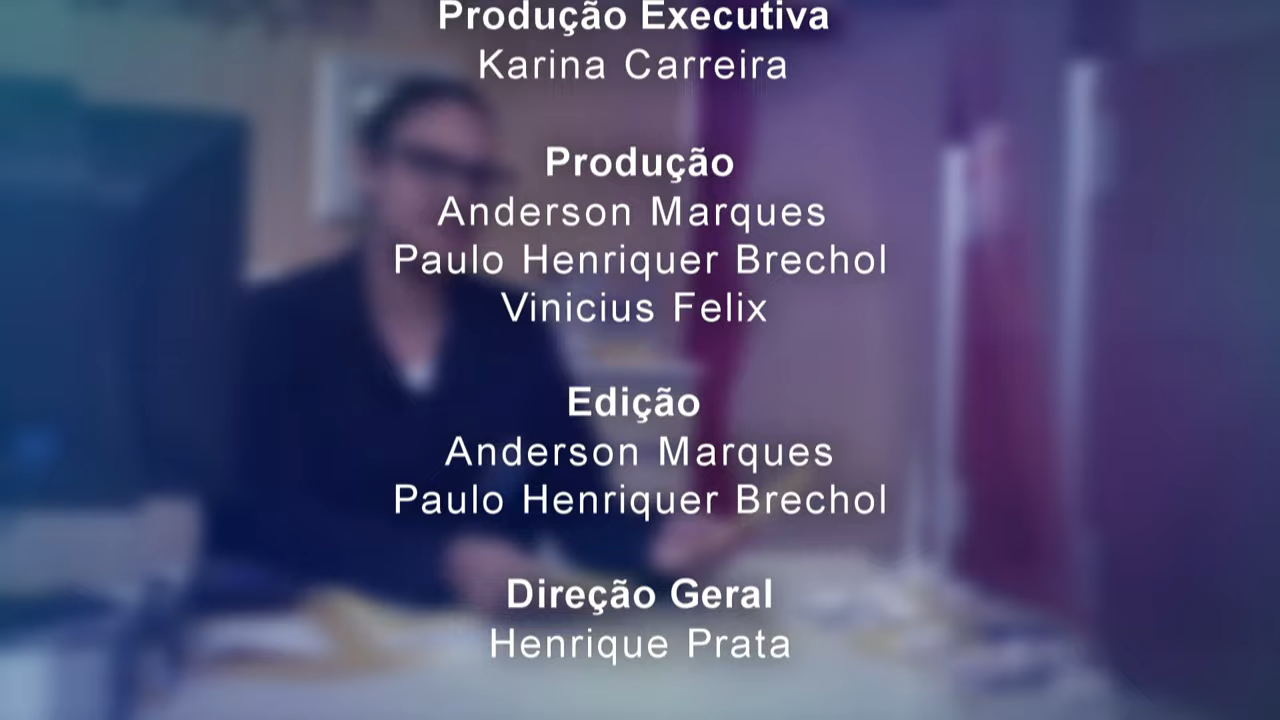 Produção Executiva
Karina Carreira
Produção
Anderson Marques
Paulo Henriquer Brechol
Vinicius Felix
Edição
Anderson Marques
Paulo Henriquer Brechol
Direção Geral
Henrique Prata